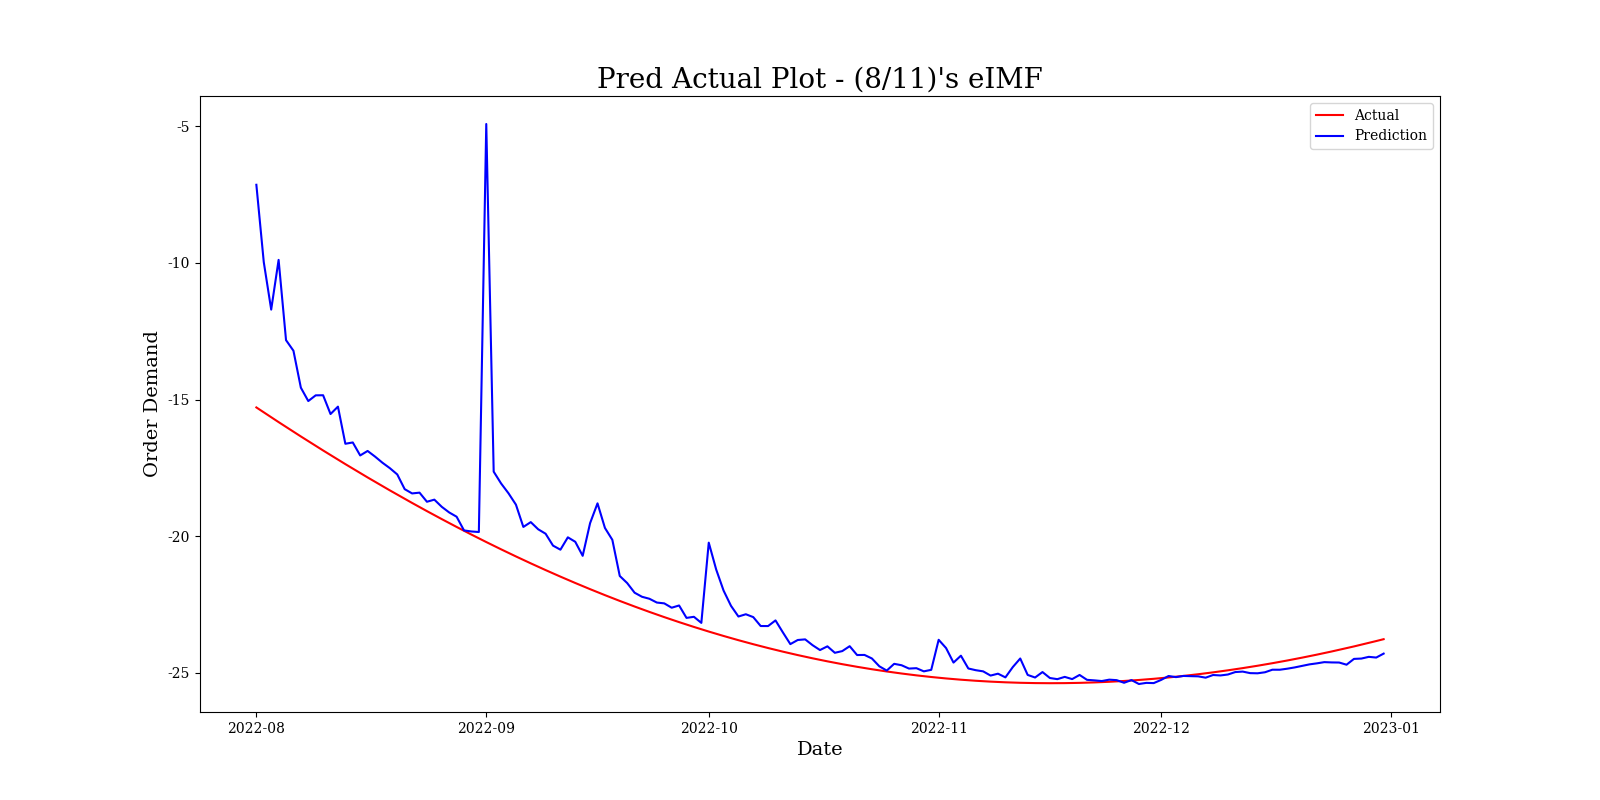 Pred Actual Plot - (8/11)'s eIMF
Actual
Prediction
Order Demand
-5
-10
-15
-20
-25
2022-08
2022-09
2022-10
2022-11
2022-12
2023-01
Date